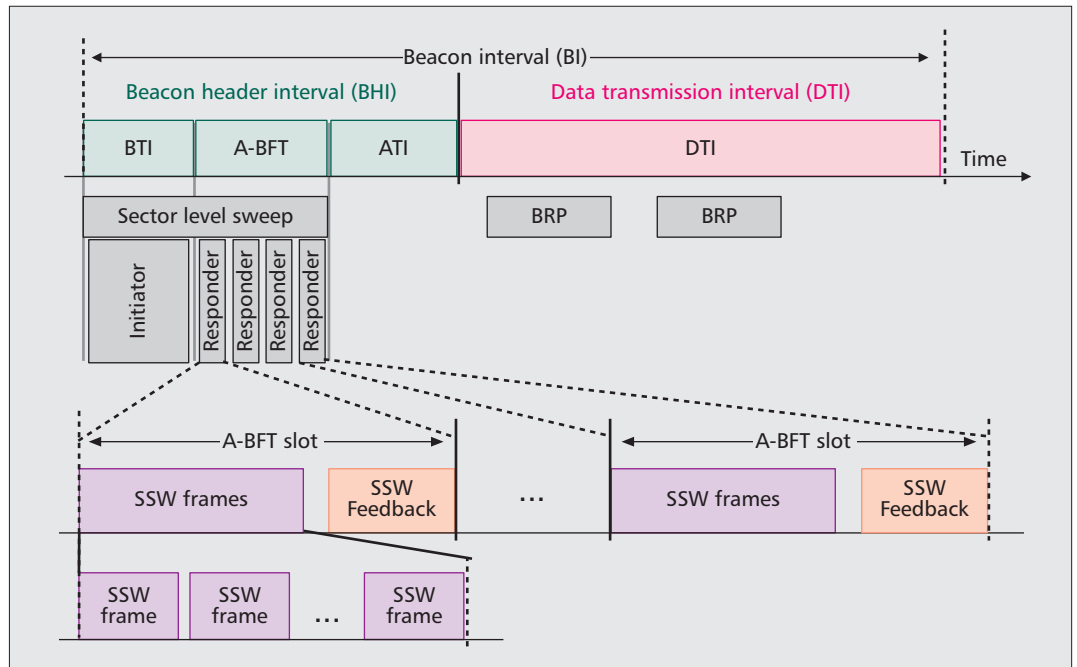 Beacon interval (BI)
Beacon header interval (BHI)
Data transmission interval (DTI)
BTI
A-BFT
ATI
DTI
Time
Sector level sweep
BRP
BRP
Initiator
Responder
Responder
Responder
Responder
A-BFT slot
A-BFT slot
SSW frames
SSW
Feedback
...
SSW frames
SSW
Feedback
SSW
frame
SSW
frame
...
SSW
frame